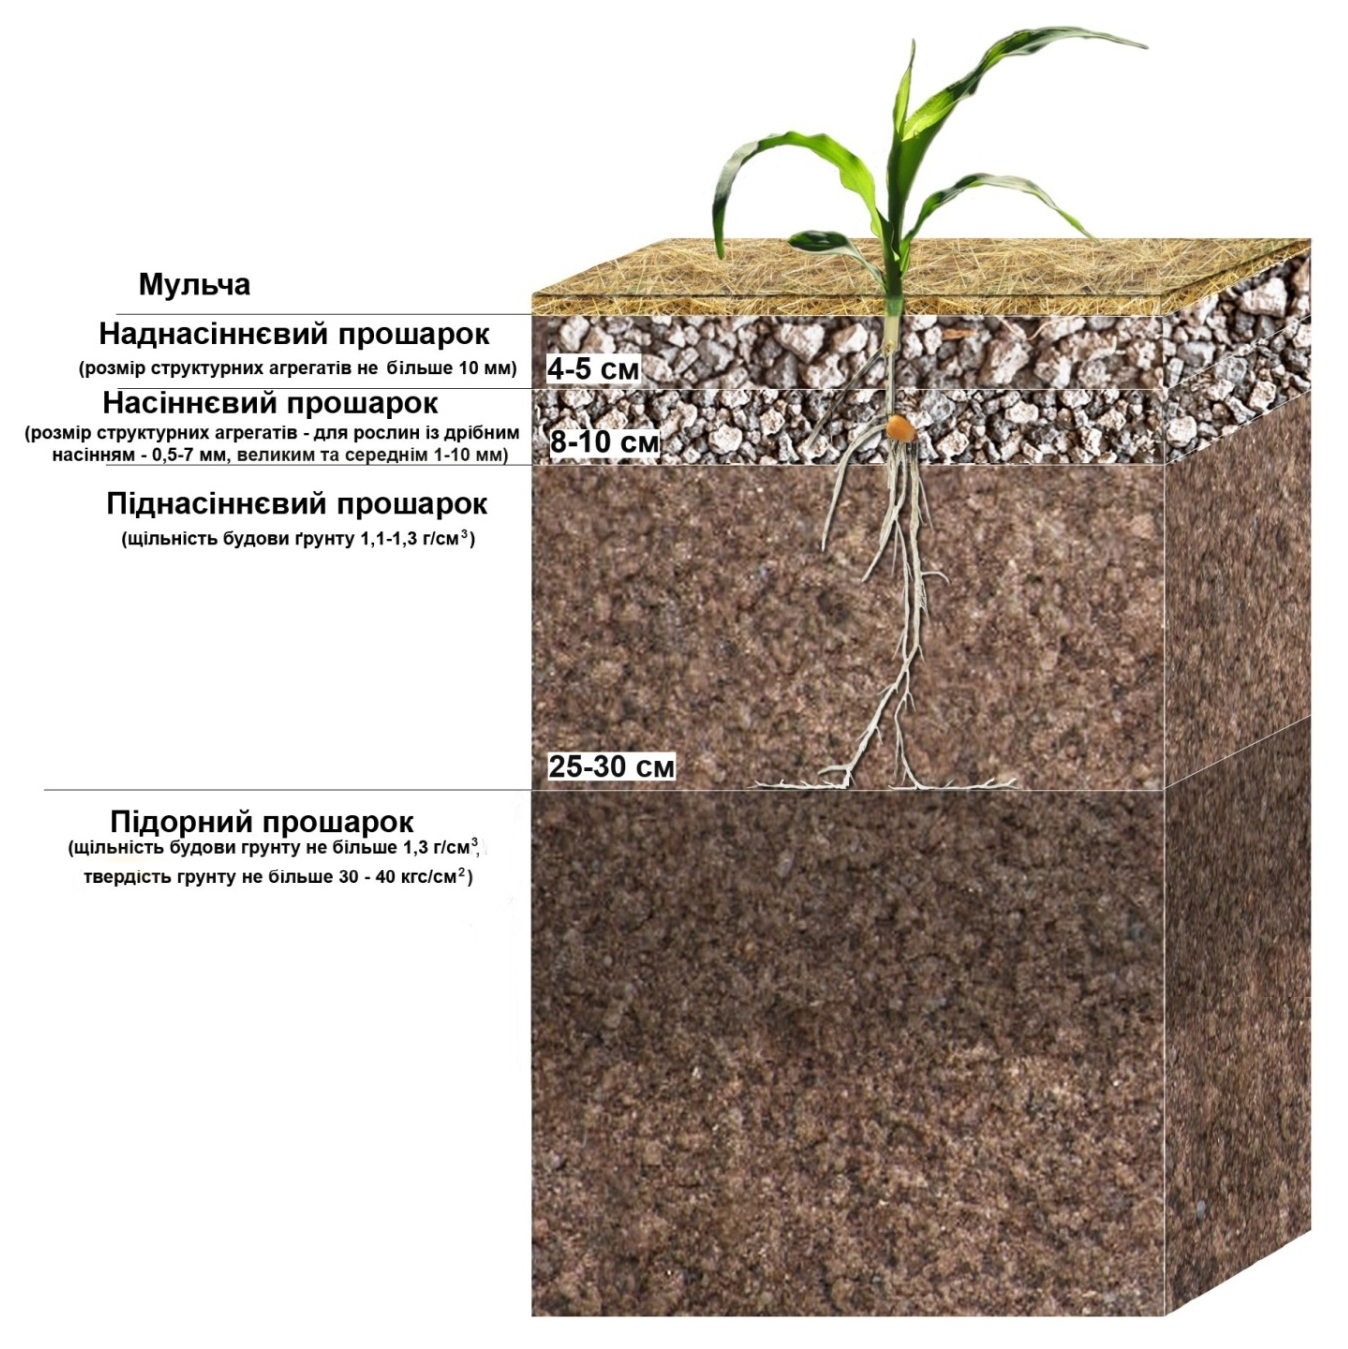 Мульча
Наднасіннєвий прошарок
(розмір структурних агрегатів не більше 10 мм)
4-5 см
Насіннєвий прошарок
(розмір структурних агрегатів - для рослин із дрібним
насінням - 0,5-7 мм, великим та середнім 1-10 мм)
8-10 см
Піднасіннєвий прошарок
(щільність будови ґрунту 1,1-1,3 г/см³)
25-30 см
Підорний прошарок
(щільність будови грунту не більше 1,3 г/см³,
твердість грунту не більше 30 - 40 кгс/см²)